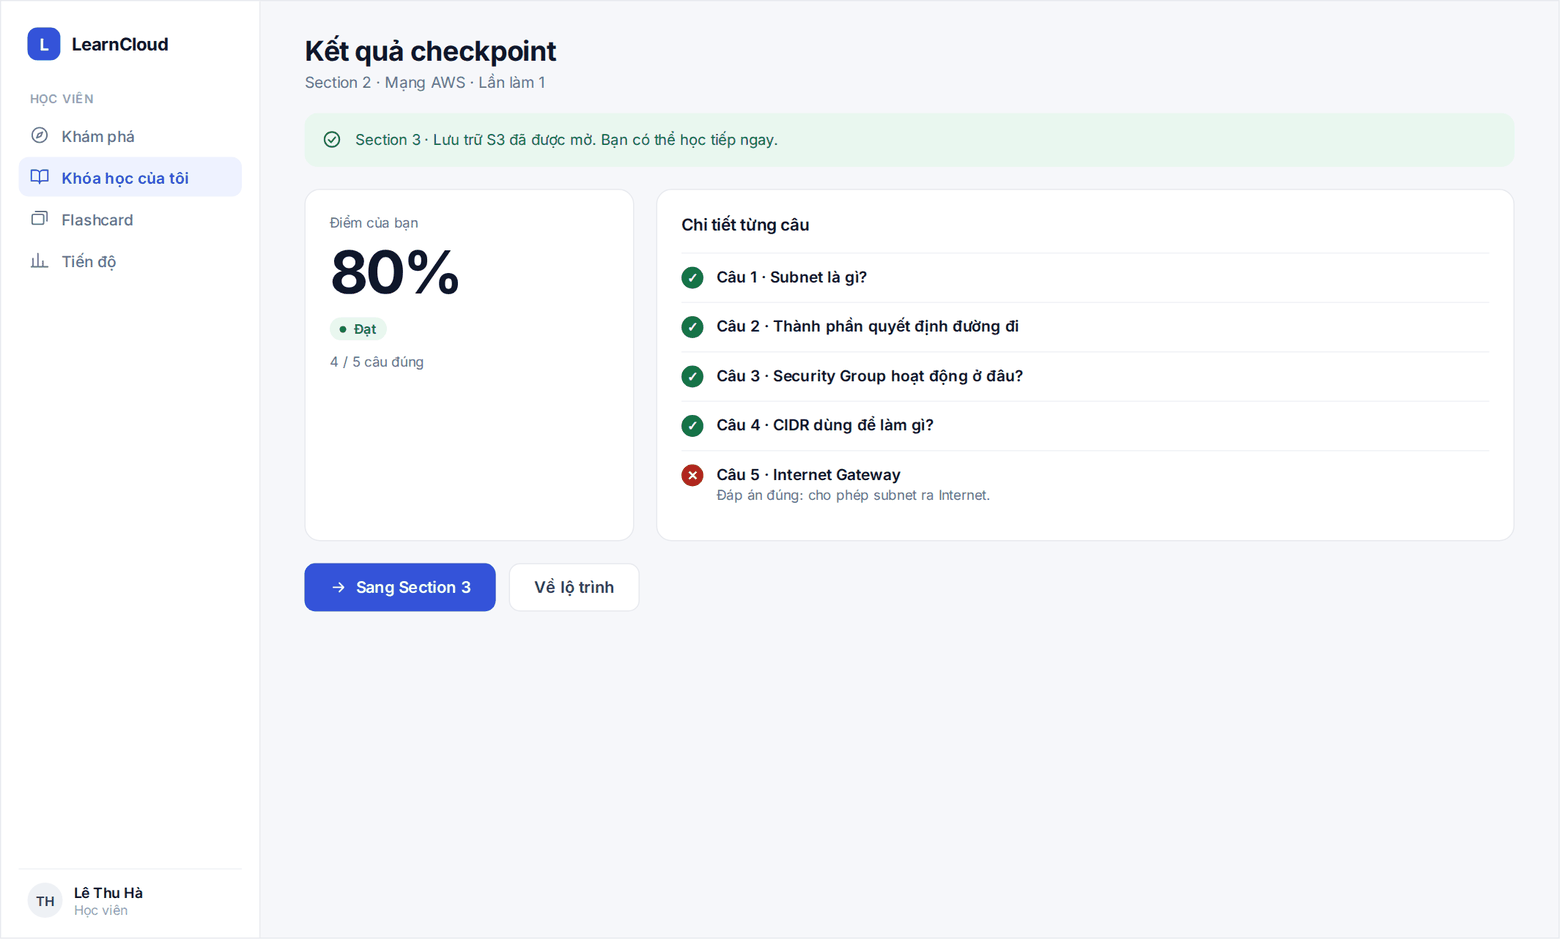 L LearnCloud
HỌC VIÊN
Khám phá
Khóa học của tôi
Flashcard
Tiến độ
TH
Lê Thu Hà
Học viên
Kết quả checkpoint
Section 2 · Mạng AWS · Lần làm 1
Section 3 · Lưu trữ S3 đã được mở. Bạn có thể học tiếp ngay.
Điểm của bạn
80%
Đạt
4 / 5 câu đúng
Chi tiết từng câu
Câu 1 · Subnet là gì?
Câu 2 · Thành phần quyết định đường đi
Câu 3 · Security Group hoạt động ở đâu?
Câu 4 · CIDR dùng để làm gì?
Câu 5 · Internet Gateway
Đáp án đúng: cho phép subnet ra Internet.
→ Sang Section 3
Về lộ trình